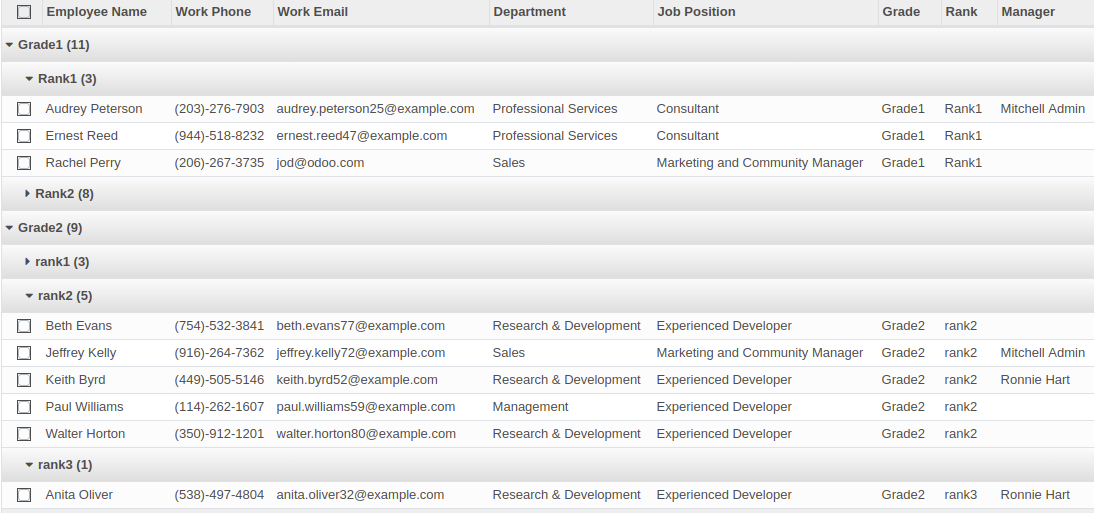 Employee Name Work Phone Work Email Department Job Position Grade Rank Manager
Grade1 (11)
Rank1 (3)
Audrey Peterson (203)-276-7903 audrey.peterson25@example.com Professional Services Consultant Grade1 Rank1 Mitchell Admin
Ernest Reed (944)-518-8232 ernest.reed47@example.com Professional Services Consultant Grade1 Rank1
Rachel Perry (206)-267-3735 jod@odoo.com Sales Marketing and Community Manager Grade1 Rank1
Rank2 (8)
Grade2 (9)
rank1 (3)
rank2 (5)
Beth Evans (754)-532-3841 beth.evans77@example.com Research & Development Experienced Developer Grade2 rank2
Jeffrey Kelly (916)-264-7362 jeffrey.kelly72@example.com Sales Marketing and Community Manager Grade2 rank2 Mitchell Admin
Keith Byrd (449)-505-5146 keith.byrd52@example.com Research & Development Experienced Developer Grade2 rank2 Ronnie Hart
Paul Williams (114)-262-1607 paul.williams59@example.com Management Experienced Developer Grade2 rank2
Walter Horton (350)-912-1201 walter.horton80@example.com Research & Development Experienced Developer Grade2 rank2
rank3 (1)
Anita Oliver (538)-497-4804 anita.oliver32@example.com Research & Development Experienced Developer Grade2 rank3 Ronnie Hart